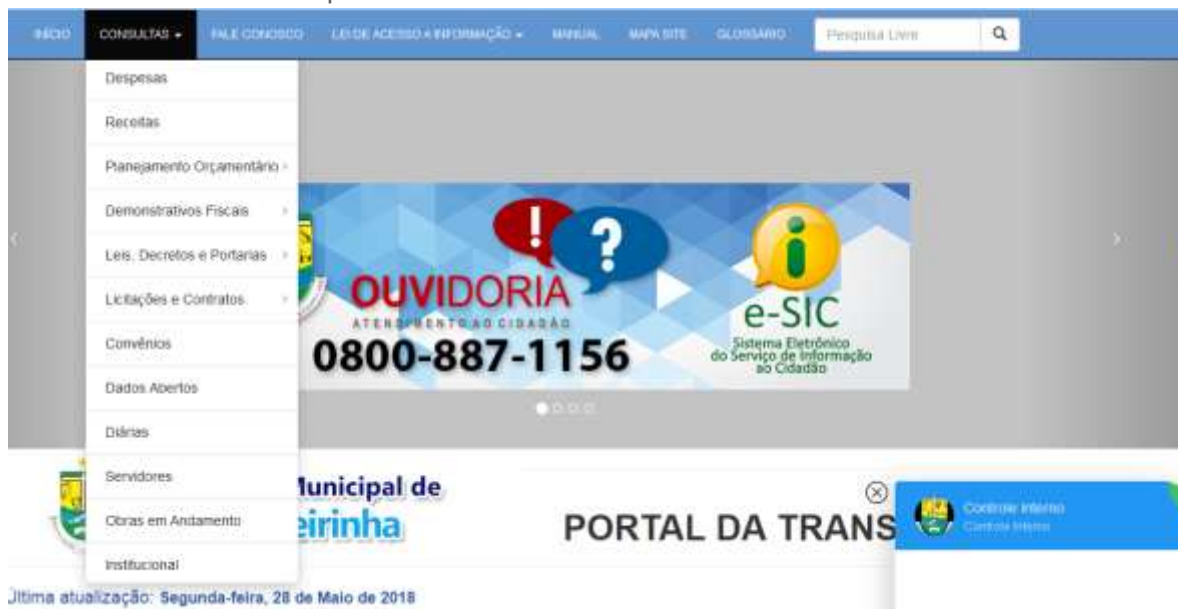 INÍCIO CONSULTAS FALE CONOSCO LEI DE ACESSO A INFORMAÇÃO MANUAL MAPA SITE GLOSSÁRIO Pesquisa Livre
Despesas
Receitas
Planejamento Orçamentário
Demonstrativos Fiscais
Leis, Decretos e Portarias
Licitações e Contratos
Convênios
Dados Abertos
Diárias
Servidores
Obras em Andamento
Institucional
! ?
OUVIDORIA
ATENDIMENTO AO CIDADÃO
0800-887-1156
i
e-SIC
Sistema Eletrônico
do Serviço de Informação
ao Cidadão
unicipal de
eirinha
PORTAL DA TRANS
Controle Interno
Controle Interno
Última atualização: Segunda-feira, 28 de Maio de 2018